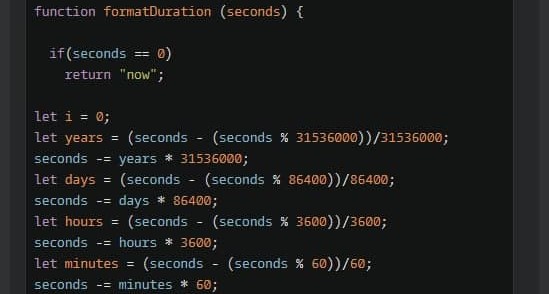 function formatDuration (seconds) {
if(seconds == 0)
return "now";
let i = 0;
let years = (seconds - (seconds % 31536000))/31536000;
seconds -= years * 31536000;
let days = (seconds - (seconds % 86400))/86400;
seconds -= days * 86400;
let hours = (seconds - (seconds % 3600))/3600;
seconds -= hours * 3600;
let minutes = (seconds - (seconds % 60))/60;
seconds -= minutes * 60;